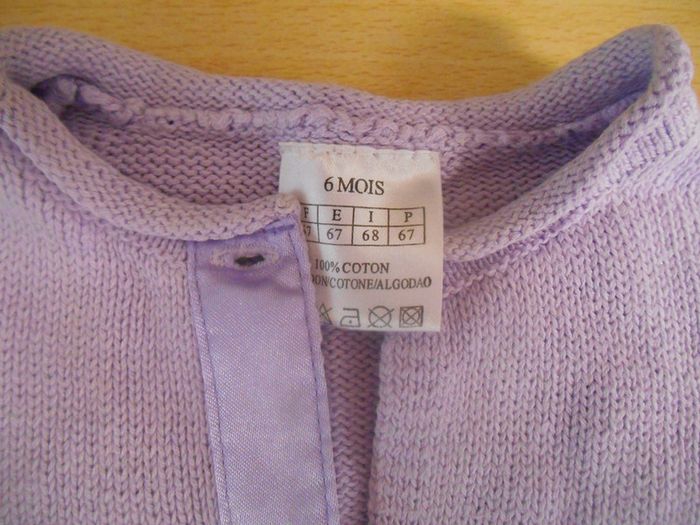 6 MOIS
F E I P
67 68 67
100% COTON
COTONE/ALGODAO